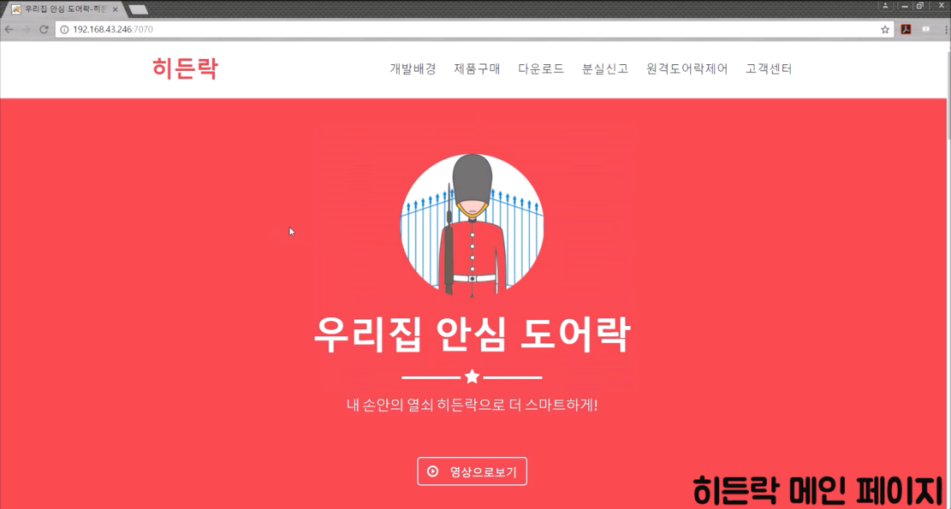 우리집 안심 도어락-히든
192.168.43.246:7070
히든락
개발배경 제품구매 다운로드 분실신고 원격도어락제어 고객센터
우리집 안심 도어락
내 손안의 열쇠 히든락으로 더 스마트하게!
영상으로보기
히든락 메인 페이지